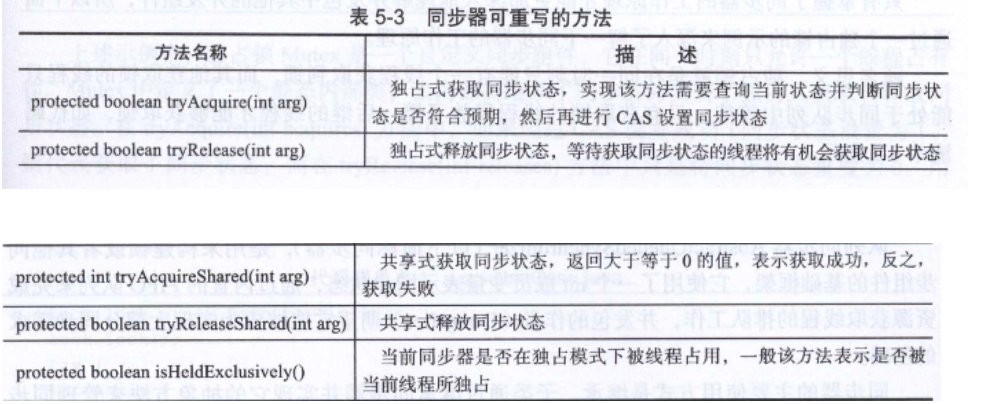 表 5-3 同步器可重写的方法
方法名称 描 述
protected boolean tryAcquire(int arg) 独占式获取同步状态，实现该方法需要查询当前状态并判断同步状
态是否符合预期，然后再进行 CAS 设置同步状态
protected boolean tryRelease(int arg) 独占式释放同步状态，等待获取同步状态的线程将有机会获取同步状态
protected int tryAcquireShared(int arg) 共享式获取同步状态，返回大于等于 0 的值，表示获取成功，反之，
获取失败
protected boolean tryReleaseShared(int arg) 共享式释放同步状态
protected boolean isHeldExclusively() 当前同步器是否在独占模式下被线程占用，一般该方法表示是否被
当前线程所独占